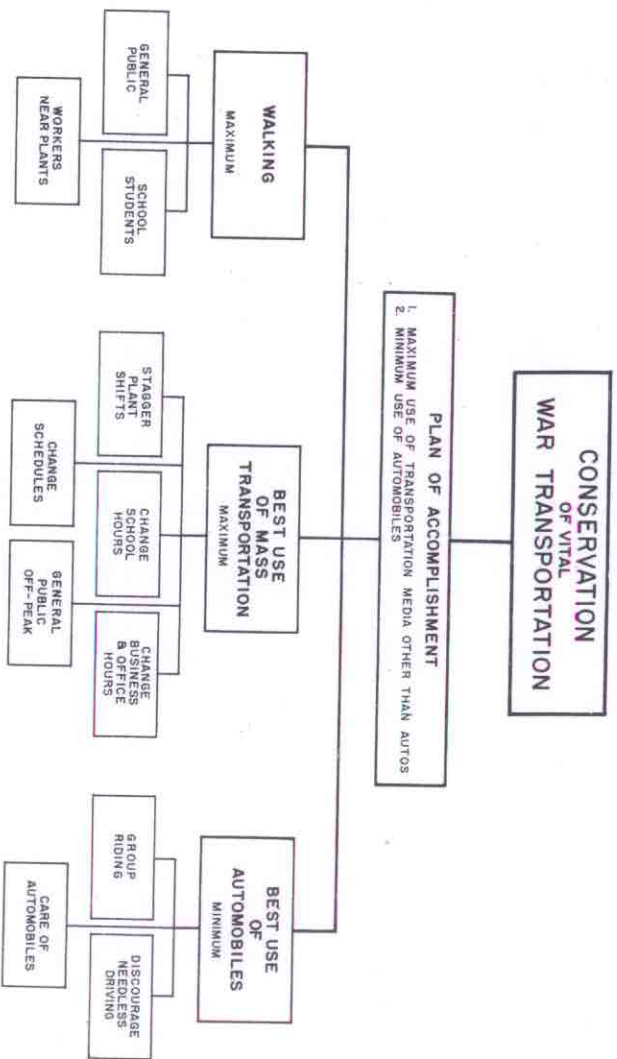 CONSERVATION
OF VITAL
WAR TRANSPORTATION
PLAN OF ACCOMPLISHMENT
1. MAXIMUM USE OF TRANSPORTATION MEDIA OTHER THAN AUTOS
2. MINIMUM USE OF AUTOMOBILES
WALKING
MAXIMUM
GENERAL
PUBLIC
SCHOOL
STUDENTS
WORKERS
NEAR PLANTS
BEST USE
OF MASS
TRANSPORTATION
MAXIMUM
STAGGER
PLANT
SHIFTS
CHANGE
SCHOOL
HOURS
CHANGE
BUSINESS
& OFFICE
HOURS
CHANGE
SCHEDULES
GENERAL
PUBLIC
OFF-PEAK
BEST USE
OF
AUTOMOBILES
MINIMUM
GROUP
RIDING
DISCOURAGE
NEEDLESS
DRIVING
CARE OF
AUTOMOBILES